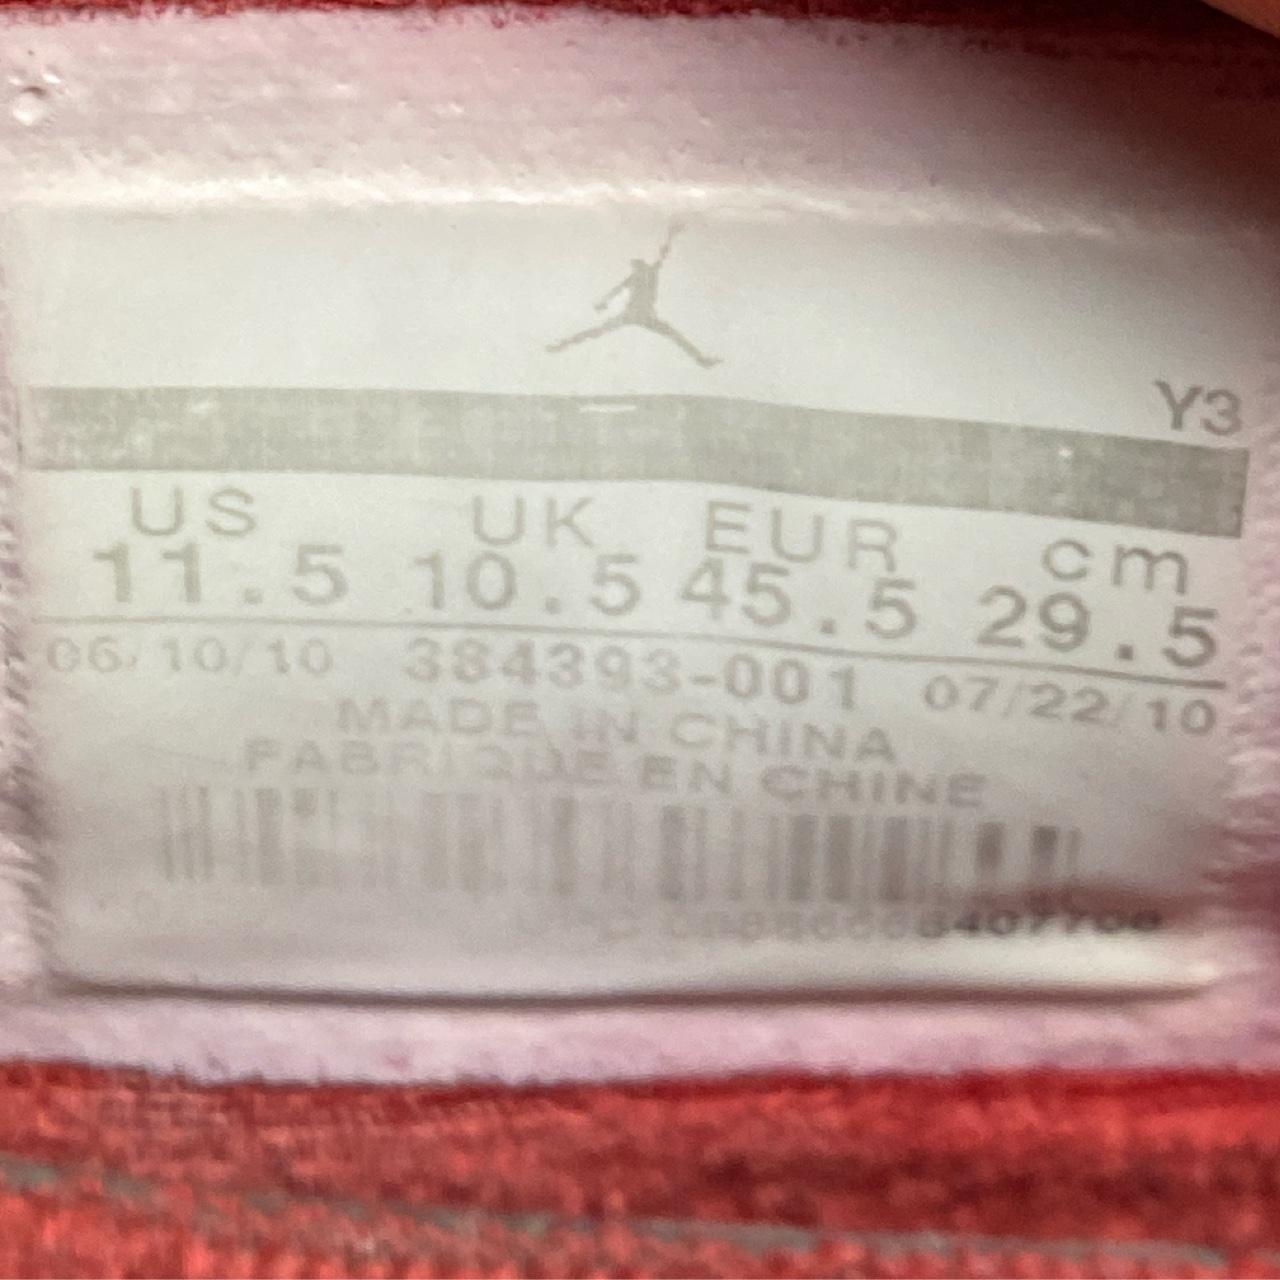 Y3
US UK EUR cm
11.5 10.5 45.5 29.5
06/10/10 384393-001 07/22/10
MADE IN CHINA
FABRIQUE EN CHINE